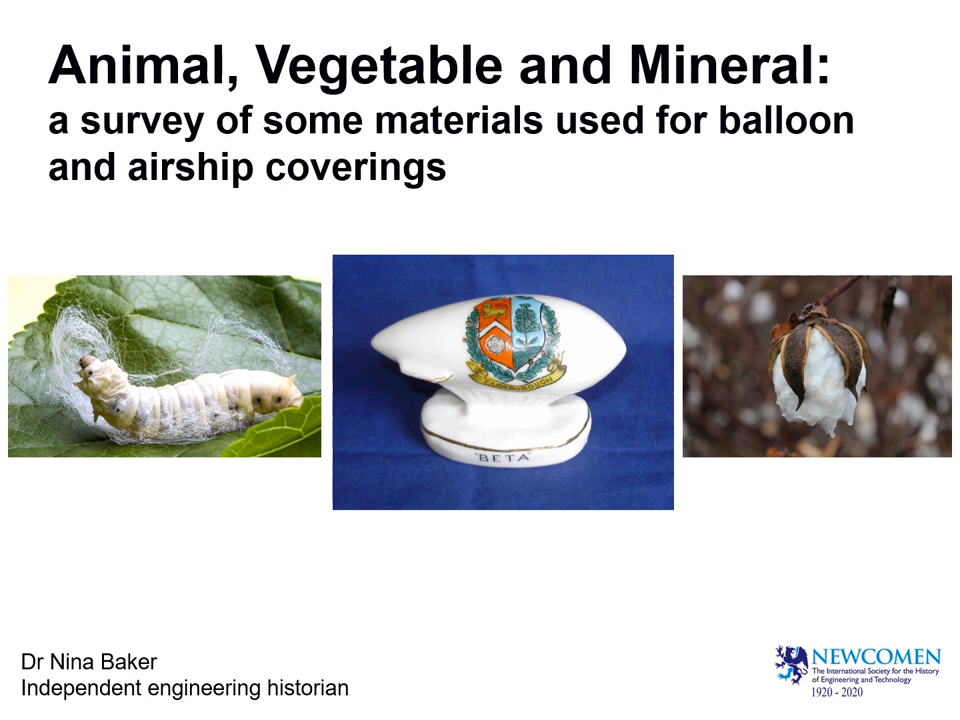 Animal, Vegetable and Mineral:
a survey of some materials used for balloon
and airship coverings
"BETA"
Dr Nina Baker
Independent engineering historian
NEWCOMEN
The International Society for the History
of Engineering and Technology
1920 - 2020